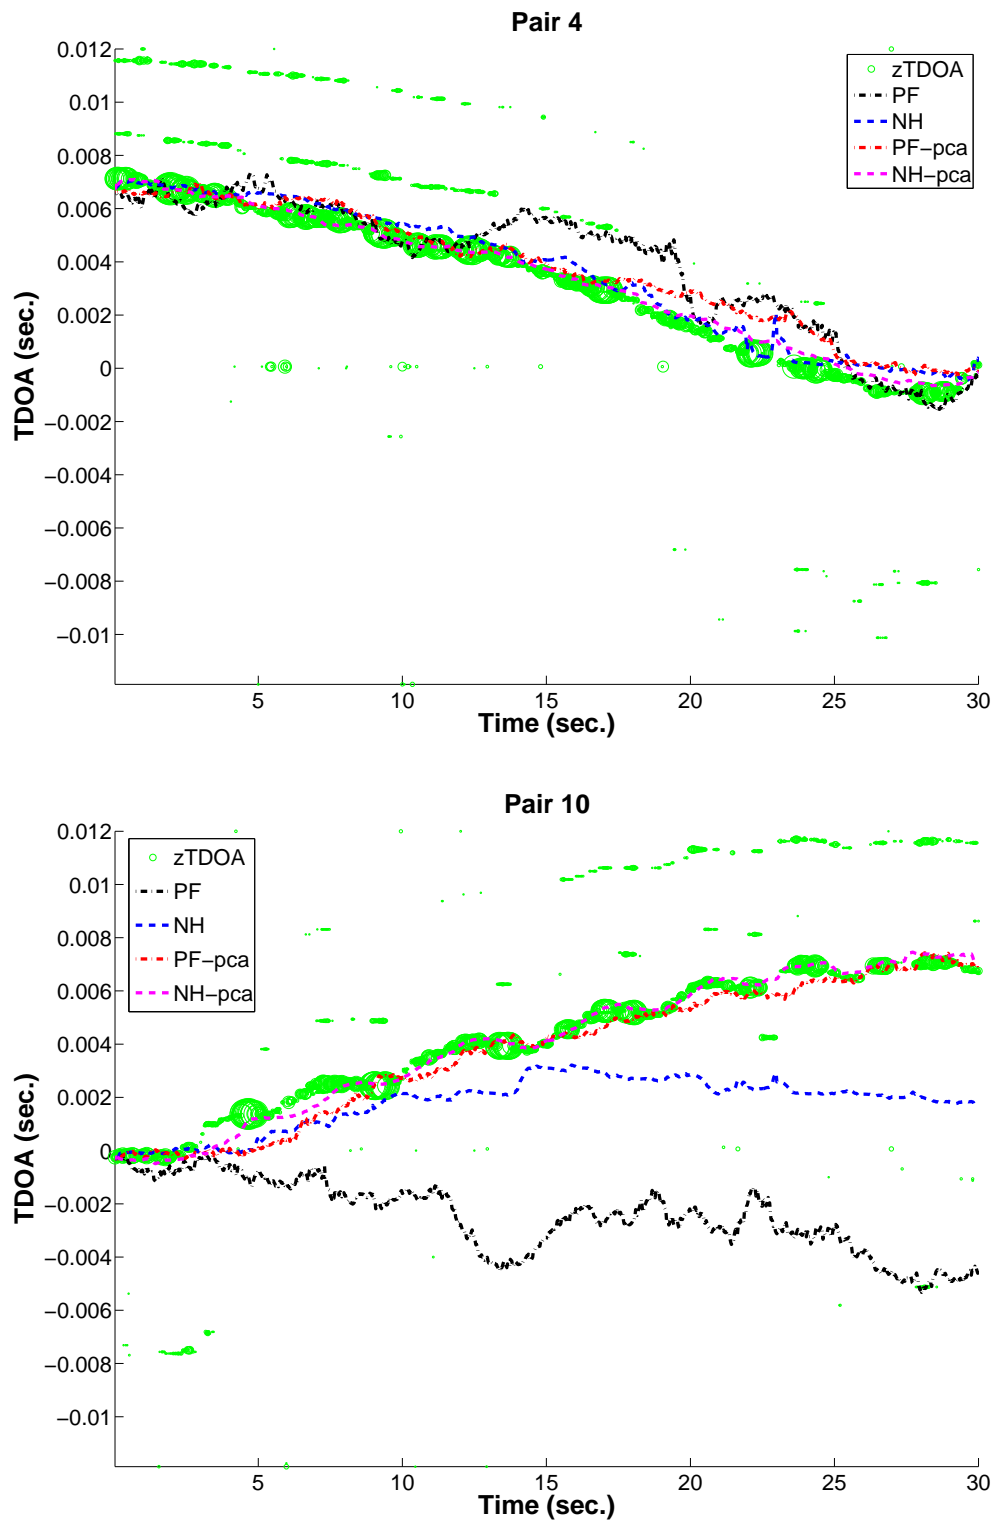 Pair 4
0.012
0.01
0.008
0.006
0.004
0.002
0
−0.002
−0.004
−0.006
−0.008
−0.01
TDOA (sec.)
zTDOA
PF
NH
PF−pca
NH−pca
5
10
15
20
25
30
Time (sec.)
Pair 10
0.012
0.01
0.008
0.006
0.004
0.002
0
−0.002
−0.004
−0.006
−0.008
−0.01
TDOA (sec.)
zTDOA
PF
NH
PF−pca
NH−pca
5
10
15
20
25
30
Time (sec.)